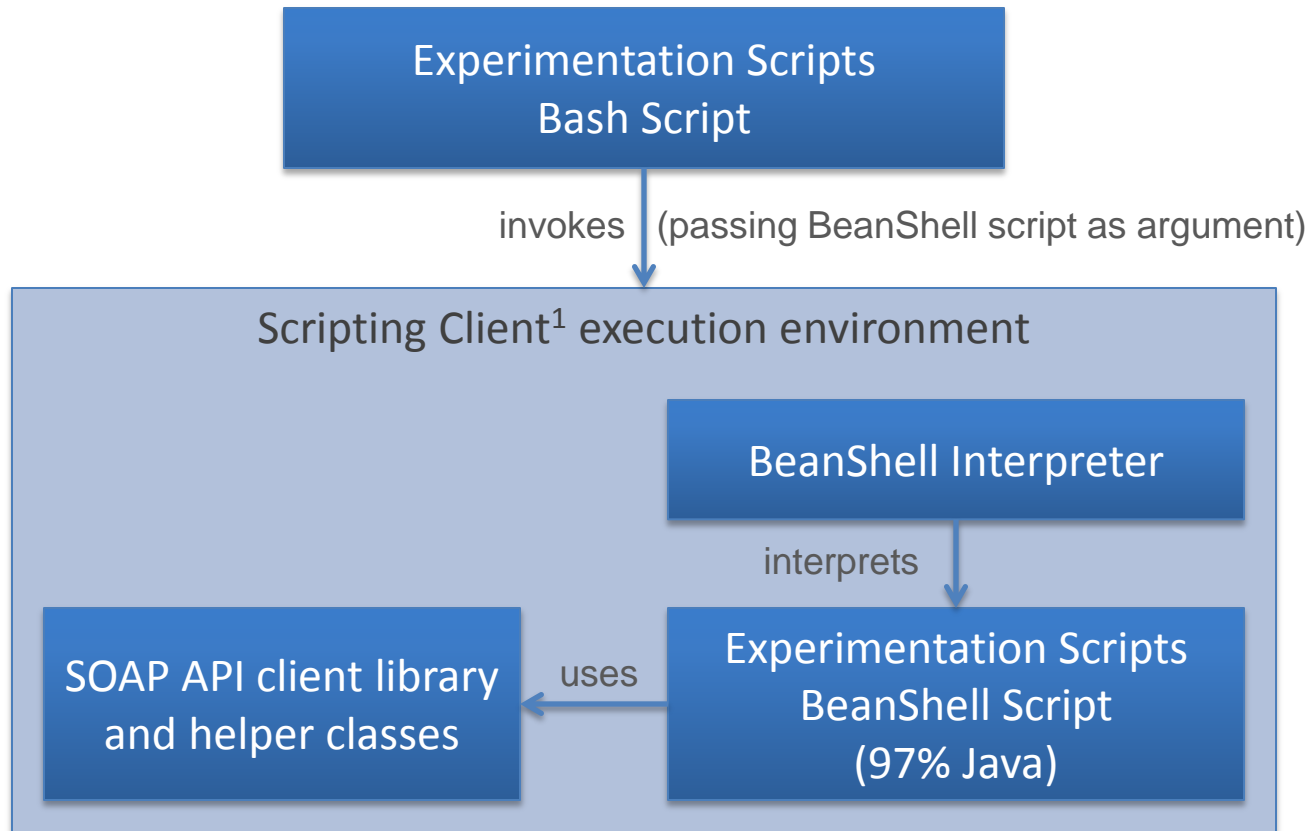 Experimentation Scripts
Bash Script
invokes (passing BeanShell script as argument)
Scripting Client¹ execution environment
BeanShell Interpreter
interprets
SOAP API client library
and helper classes
uses
Experimentation Scripts
BeanShell Script
(97% Java)